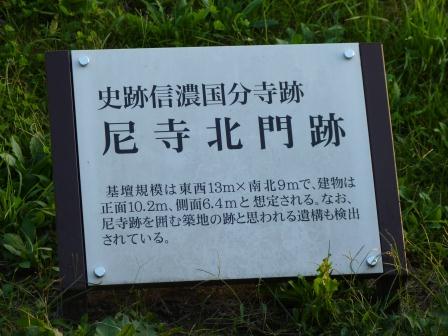 史跡信濃国分寺跡
尼寺北門跡
基壇規模は東西13m×南北9mで、建物は
正面10.2m、側面6.4mと想定される。なお、
尼寺跡を囲む築地の跡と思われる遺構も検出
されている。